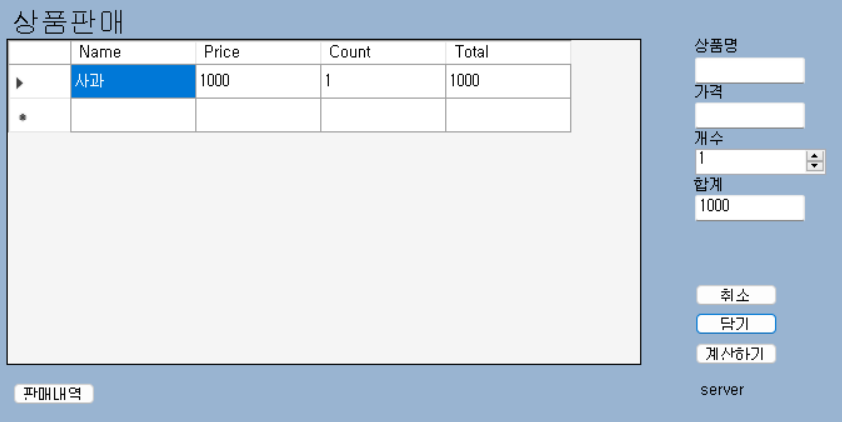 상품판매
Name Price Count Total
사과 1000 1 1000
상품명
가격
개수
1
합계
1000
취소
담기
계산하기
판매내역
server